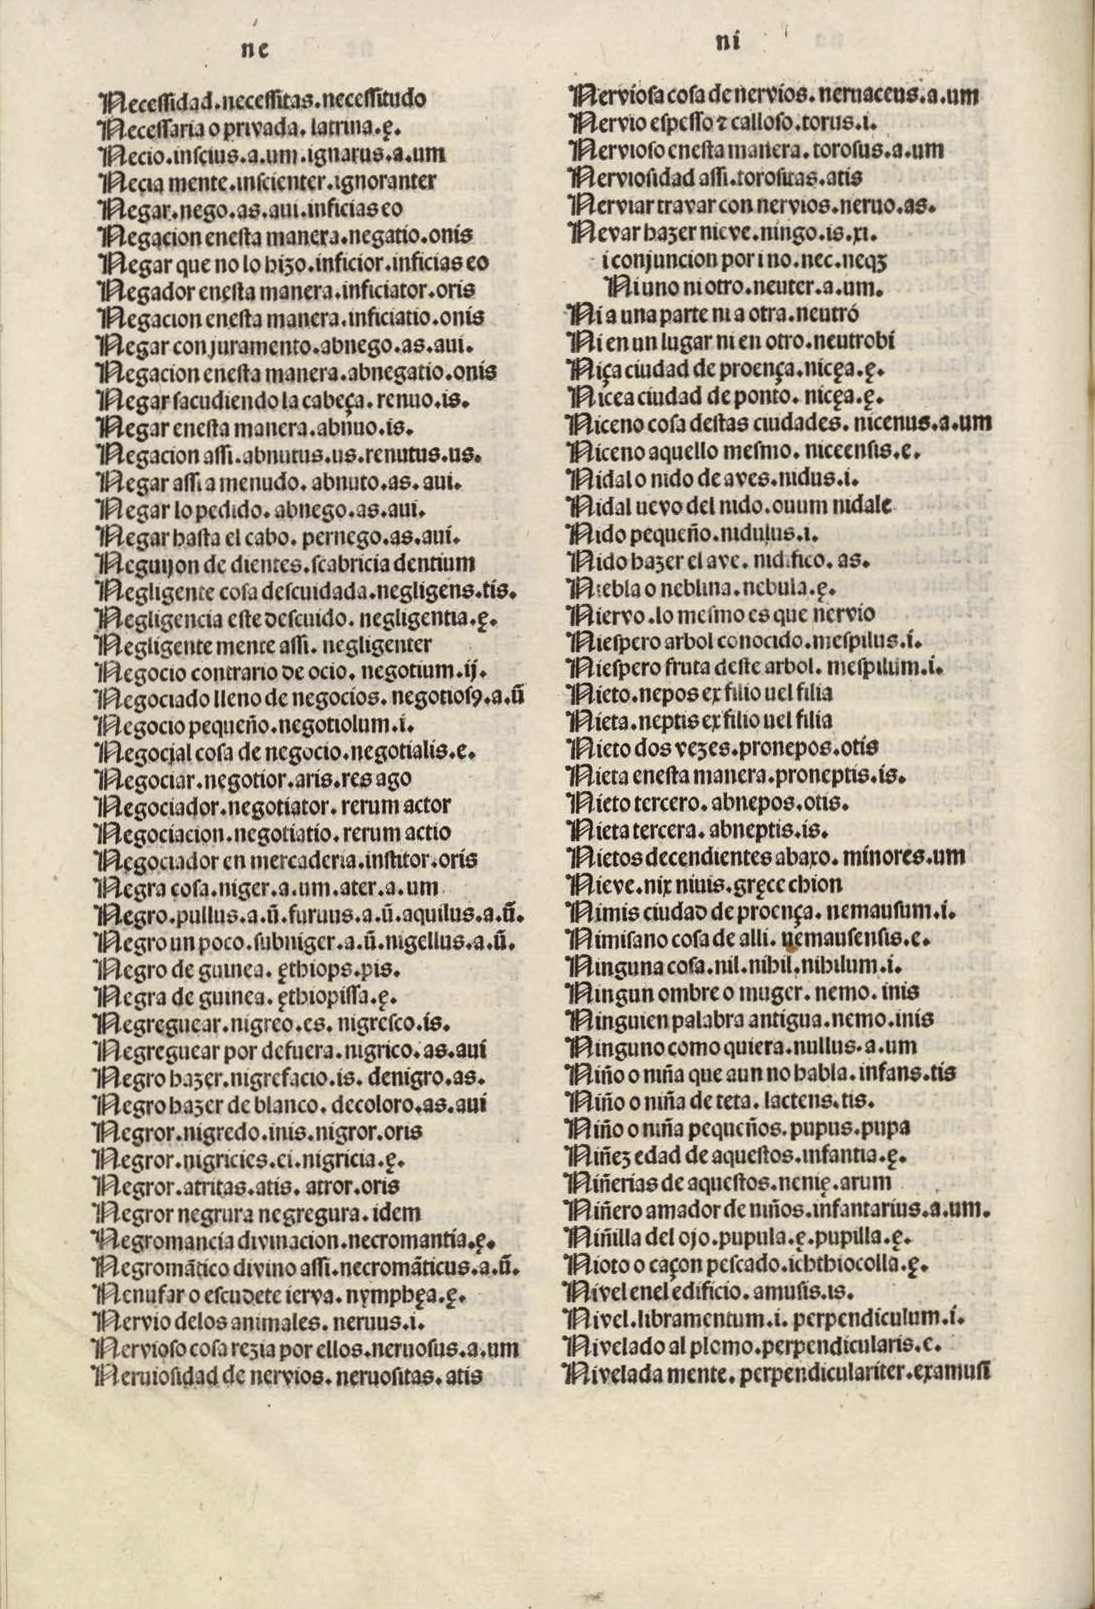 ne
Necessidad.necessitas.necessitudo
Necessaria o privada. latrina.ę.
Necio.inscius.a.um.ignarus.a.um
Necia mente.inscienter.ignoranter
Negar.nego.as.aui.inficias eo
Negacion enesta manera.negatio.onis
Negar que no lo hizo.inficior.inficias eo
Negador enesta manera.inficiator.oris
Negacion enesta manera.inficiatio.onis
Negar con juramento.abnego.as.aui.
Negacion enesta manera.abnegatio.onis
Negar sacudiendo la cabeça.renuo.is.
Negar enesta manera.abnuo.is.
Negacion assi.abnutus.us.renutus.us.
Negar assi a menudo. abnuto.as.aui.
Negar lo pedido. abnego.as.aui.
Negar hasta el cabo. pernego.as.aui.
Neguijon de dientes.scabricia dentium
Negligente cosa descuidada.negligens.tis.
Negligencia este descuido. negligentia.ę.
Negligente mente assi. negligenter
Negocio contrario de ocio. negotium.ij.
Negociado lleno de negocios. negotiosꝰ.a.ū
Negocio pequeño.negotiolum.i.
Negocial cosa de negocio.negotialis.e.
Negociar.negotior.aris.res ago
Negociador.negotiator. rerum actor
Negociacion.negotiatio. rerum actio
Negociador en mercaderia.institor.oris
Negra cosa.niger.a.um.ater.a.um
Negro.pullus.a.ū.furuus.a.ū.aquilus.a.ū.
Negro un poco.subniger.a.ū.nigellus.a.ū.
Negro de guinea. ęthiops.pis.
Negra de guinea. ęthiopissa.ę.
Negreguear.nigreo.es. nigresco.is.
Negreguear por defuera.nigrico.as.aui
Negro hazer.nigrefacio.is. denigro.as.
Negro hazer de blanco. decoloro.as.aui
Negror.nigredo.inis.nigror.oris
Negror.nigricies.ei.nigricia.ę.
Negror.atritas.atis. atror.oris
Negror negrura negregura.idem
Negromancia divinacion.necromantia.ę.
Negromātico divino assi.necromāticus.a.ū.
Nenufar o escudete ierva. nymphęa.ę.
Nervio delos animales. neruus.i.
Nervioso cosa rezia por ellos.neruosus.a.um
Neruiosidad de nervios. neruositas.atis
ni
Nerviosa cosa de nervios. neruaceus.a.um
Nervio espesso ⁊ calloso.torus.i.
Nervioso enesta manera. torosus.a.um
Nerviosidad assi.torositas.atis
Nerviar travar con nervios.neruo.as.
Nevar hazer nieve.ningo.is.xi.
i conjuncion por i no.nec.neqꝫ
Ni uno ni otro.neuter.a.um.
Ni a una parte ni a otra.neutró
Ni en un lugar ni en otro.neutrobi
Niça ciudad de proença.nicęa.ę.
Nicea ciudad de ponto. nicęa.ę.
Niceno cosa destas ciudades. nicenus.a.um
Niceno aquello mesmo. niceensis.e.
Nidal o nido de aves.nidus.i.
Nidal uevo del nido.ouum nidale
Nido pequeño.nidulus.i.
Nido hazer el ave. nidifico.as.
Niebla o neblina.nebula.ę.
Niervo.lo mesmo es que nervio
Niespero arbol conocido.mespilus.i.
Niespero fruta deste arbol. mespilum.i.
Nieto.nepos ex filio uel filia
Nieta.neptis ex filio uel filia
Nieto dos vezes.pronepos.otis
Nieta enesta manera.proneptis.is.
Nieto tercero. abnepos.otis.
Nieta tercera. abneptis.is.
Nietos decendientes abaxo. minores.um
Nieve.nix niuis.gręce chion
Nimis ciudad de proença. nemausum.i.
Nimisano cosa de alli. nemausensis.e.
Ninguna cosa.nil.nihil.nihilum.i.
Ningun ombre o muger. nemo.inis
Ninguien palabra antigua.nemo.inis
Ninguno como quiera.nullus.a.um
Niño o niña que aun no habla.infans.tis
Niño o niña de teta. lactens.tis.
Niño o niña pequeños.pupus.pupa
Niñez edad de aquestos.infantia.ę.
Niñerias de aquestos.nenię.arum
Niñero amador de niños.infantarius.a.um.
Niñilla del ojo.pupula.ę.pupilla.ę.
Nioto o caçon pescado.ichthiocolla.ę.
Nivel enel edificio. amusis.is.
Nivel.libramentum.i. perpendiculum.i.
Nivelado al plomo.perpendicularis.e.
Nivelada mente. perpendiculariter.examusi